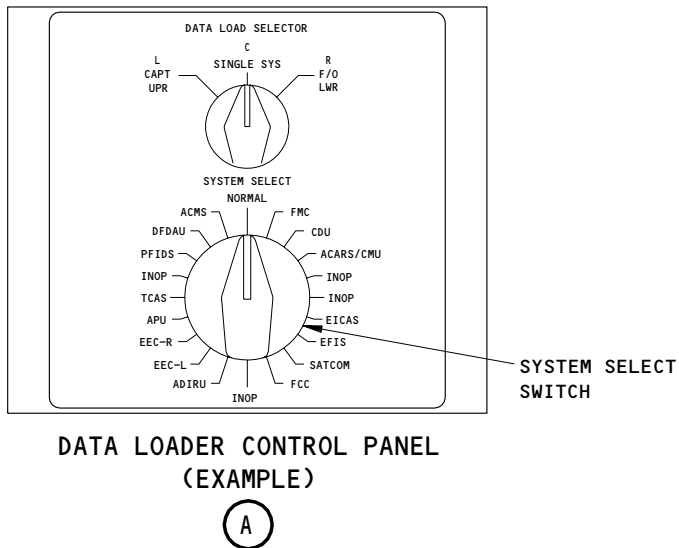 DATA LOAD SELECTOR
L
CAPT
UPR
C
SINGLE SYS
R
F/O
LWR
SYSTEM SELECT
NORMAL
FMC
CDU
ACARS/CMU
INOP
INOP
EICAS
EFIS
SATCOM
FCC
INOP
ADIRU
EEC-L
EEC-R
APU
TCAS
INOP
PFIDS
DFDAU
ACMS
SYSTEM SELECT
SWITCH
DATA LOADER CONTROL PANEL
(EXAMPLE)
A